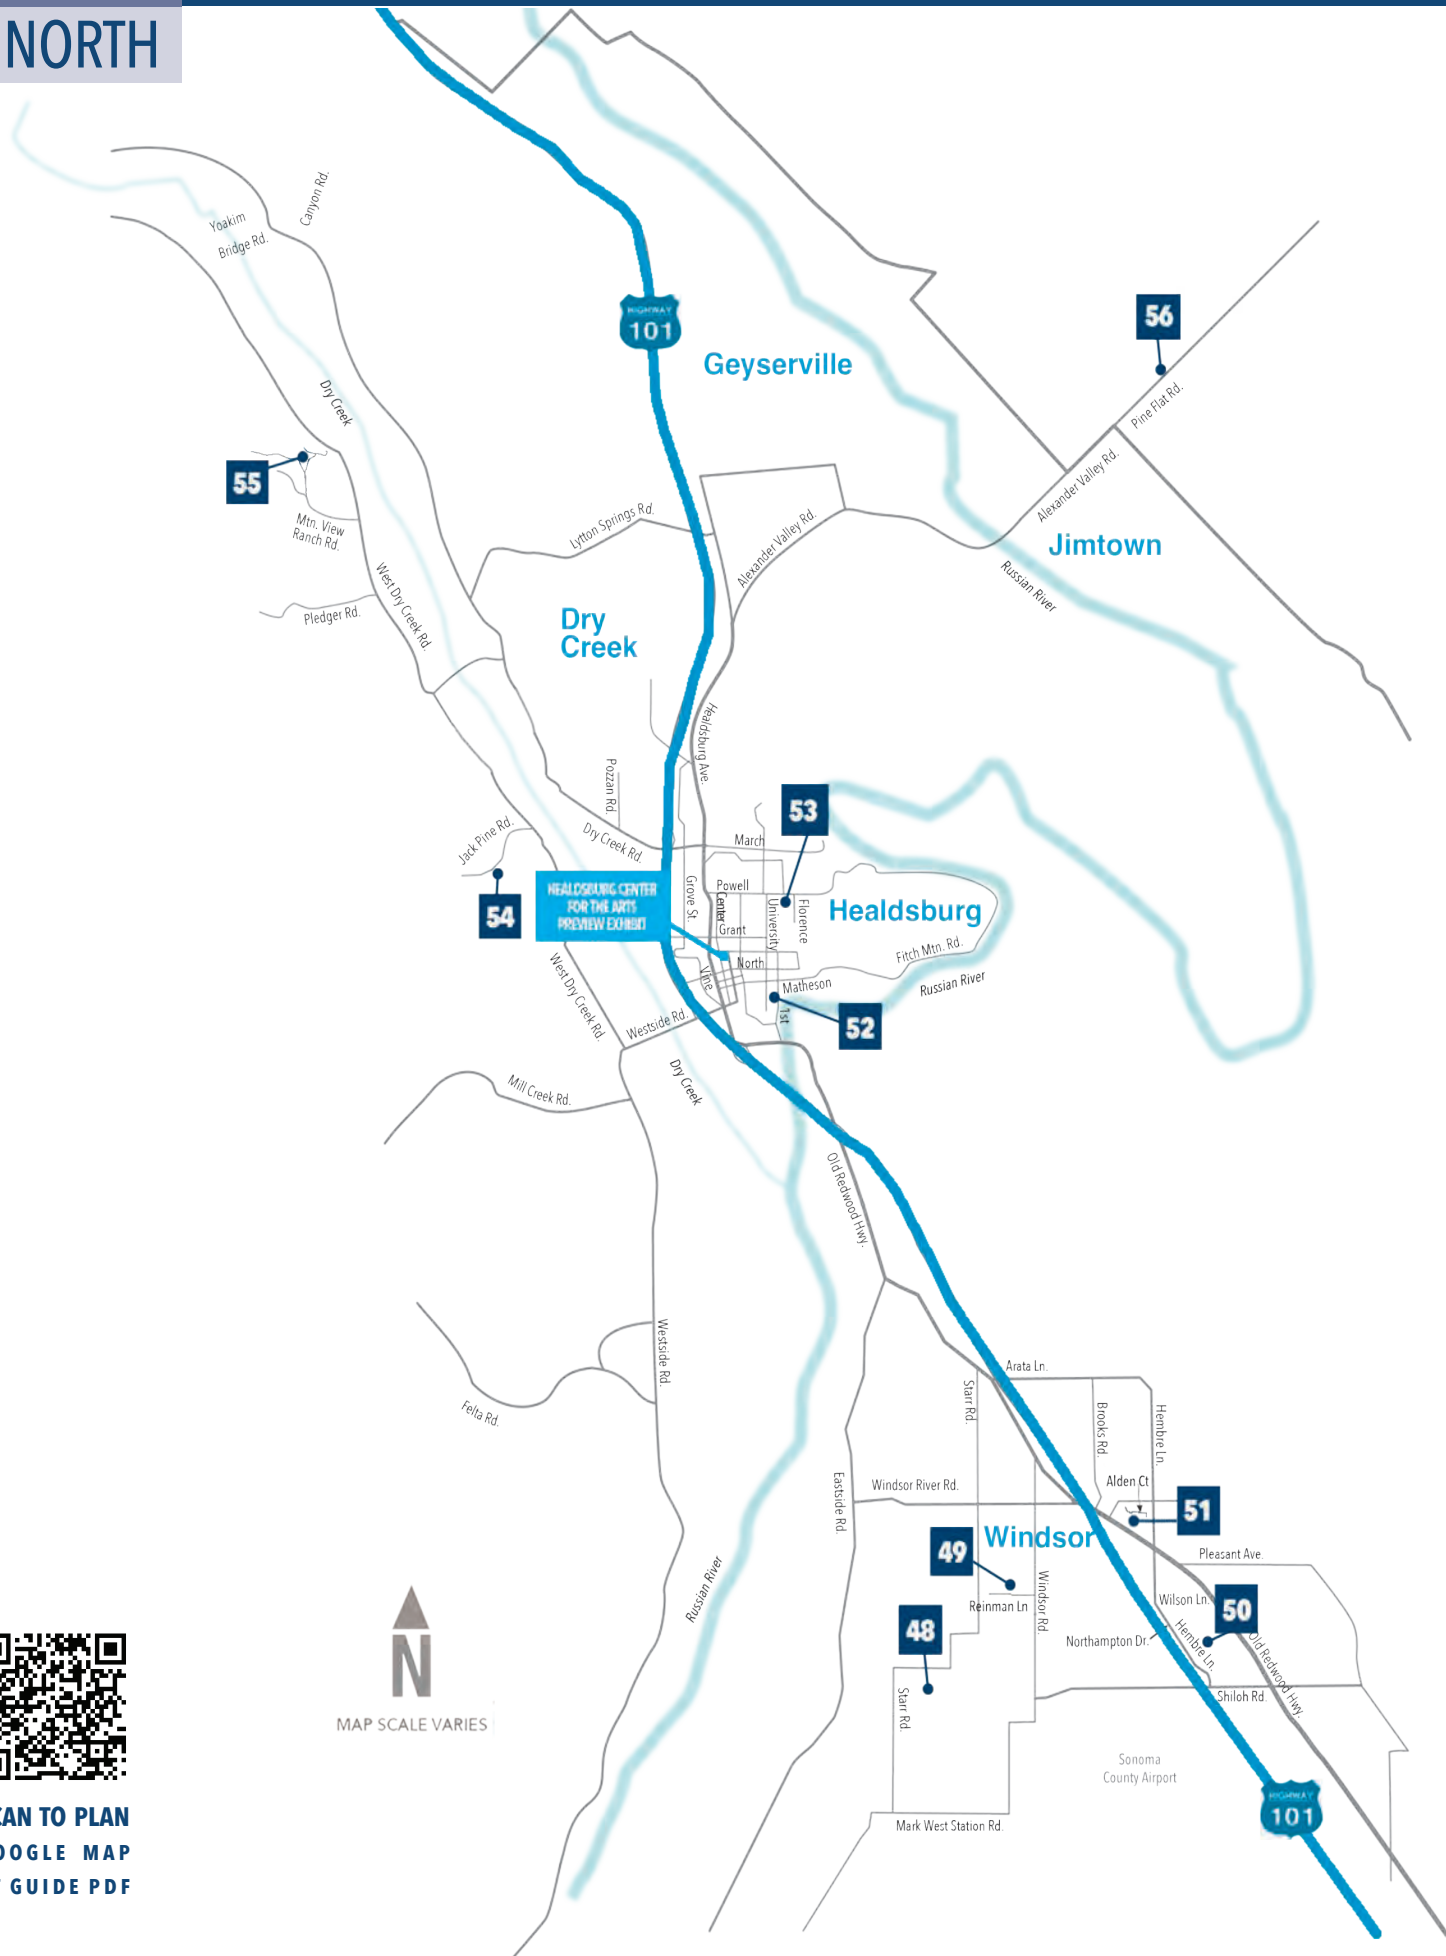 NORTH
Canyon Rd.
Yoakim
Bridge Rd.
HIGHWAY
101
56
Geyserville
Dry Creek
Pine Flat Rd.
55
Alexander Valley Rd.
Mtn. View
Ranch Rd.
Lytton Springs Rd.
Alexander Valley Rd.
Jimtown
Russian River
West Dry Creek Rd.
Pledger Rd.
Dry
Creek
Healdsburg Ave.
Pozzan Rd.
53
Jack Pine Rd.
Dry Creek Rd.
March
HEALDSBURG CENTER
FOR THE ARTS
PREVIEW EXHIBIT
54
Grove St.
Powell
Center
University
Florence
Healdsburg
Grant
North
Fitch Mtn. Rd.
Vine
Matheson
Russian River
West Dry Creek Rd.
1st
52
Westside Rd.
Dry Creek
Mill Creek Rd.
Old Redwood Hwy.
Westside Rd.
Arata Ln.
Starr Rd.
Brooks Rd.
Hembre Ln.
Felta Rd.
Eastside Rd.
Windsor River Rd.
Alden Ct
51
Windsor
49
Pleasant Ave.
Russian River
Reinman Ln
Windsor Rd.
Wilson Ln.
50
48
Northampton Dr.
Hembre Ln.
Old Redwood Hwy.
N
Starr Rd.
Shiloh Rd.
MAP SCALE VARIES
Sonoma
County Airport
HIGHWAY
101
Mark West Station Rd.
CAN TO PLAN
OOGLE MAP
GUIDE PDF